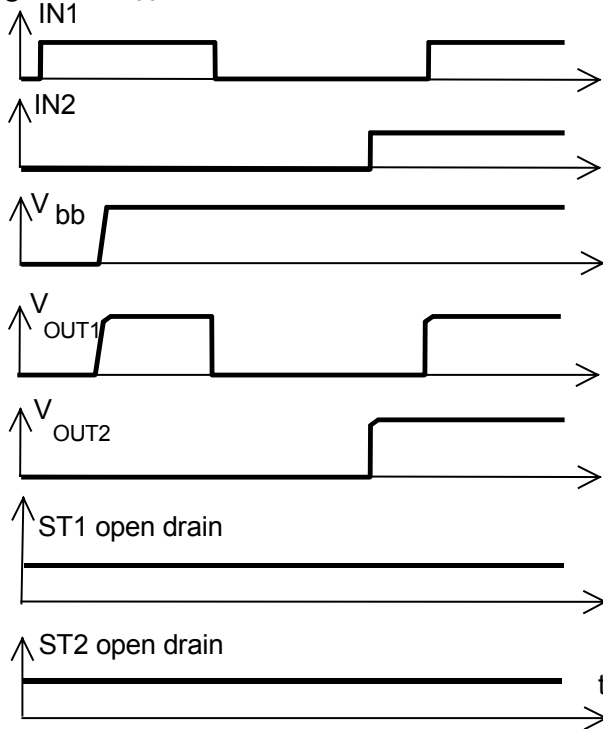 IN1
IN2
V bb
V OUT1
V OUT2
ST1 open drain
ST2 open drain
t